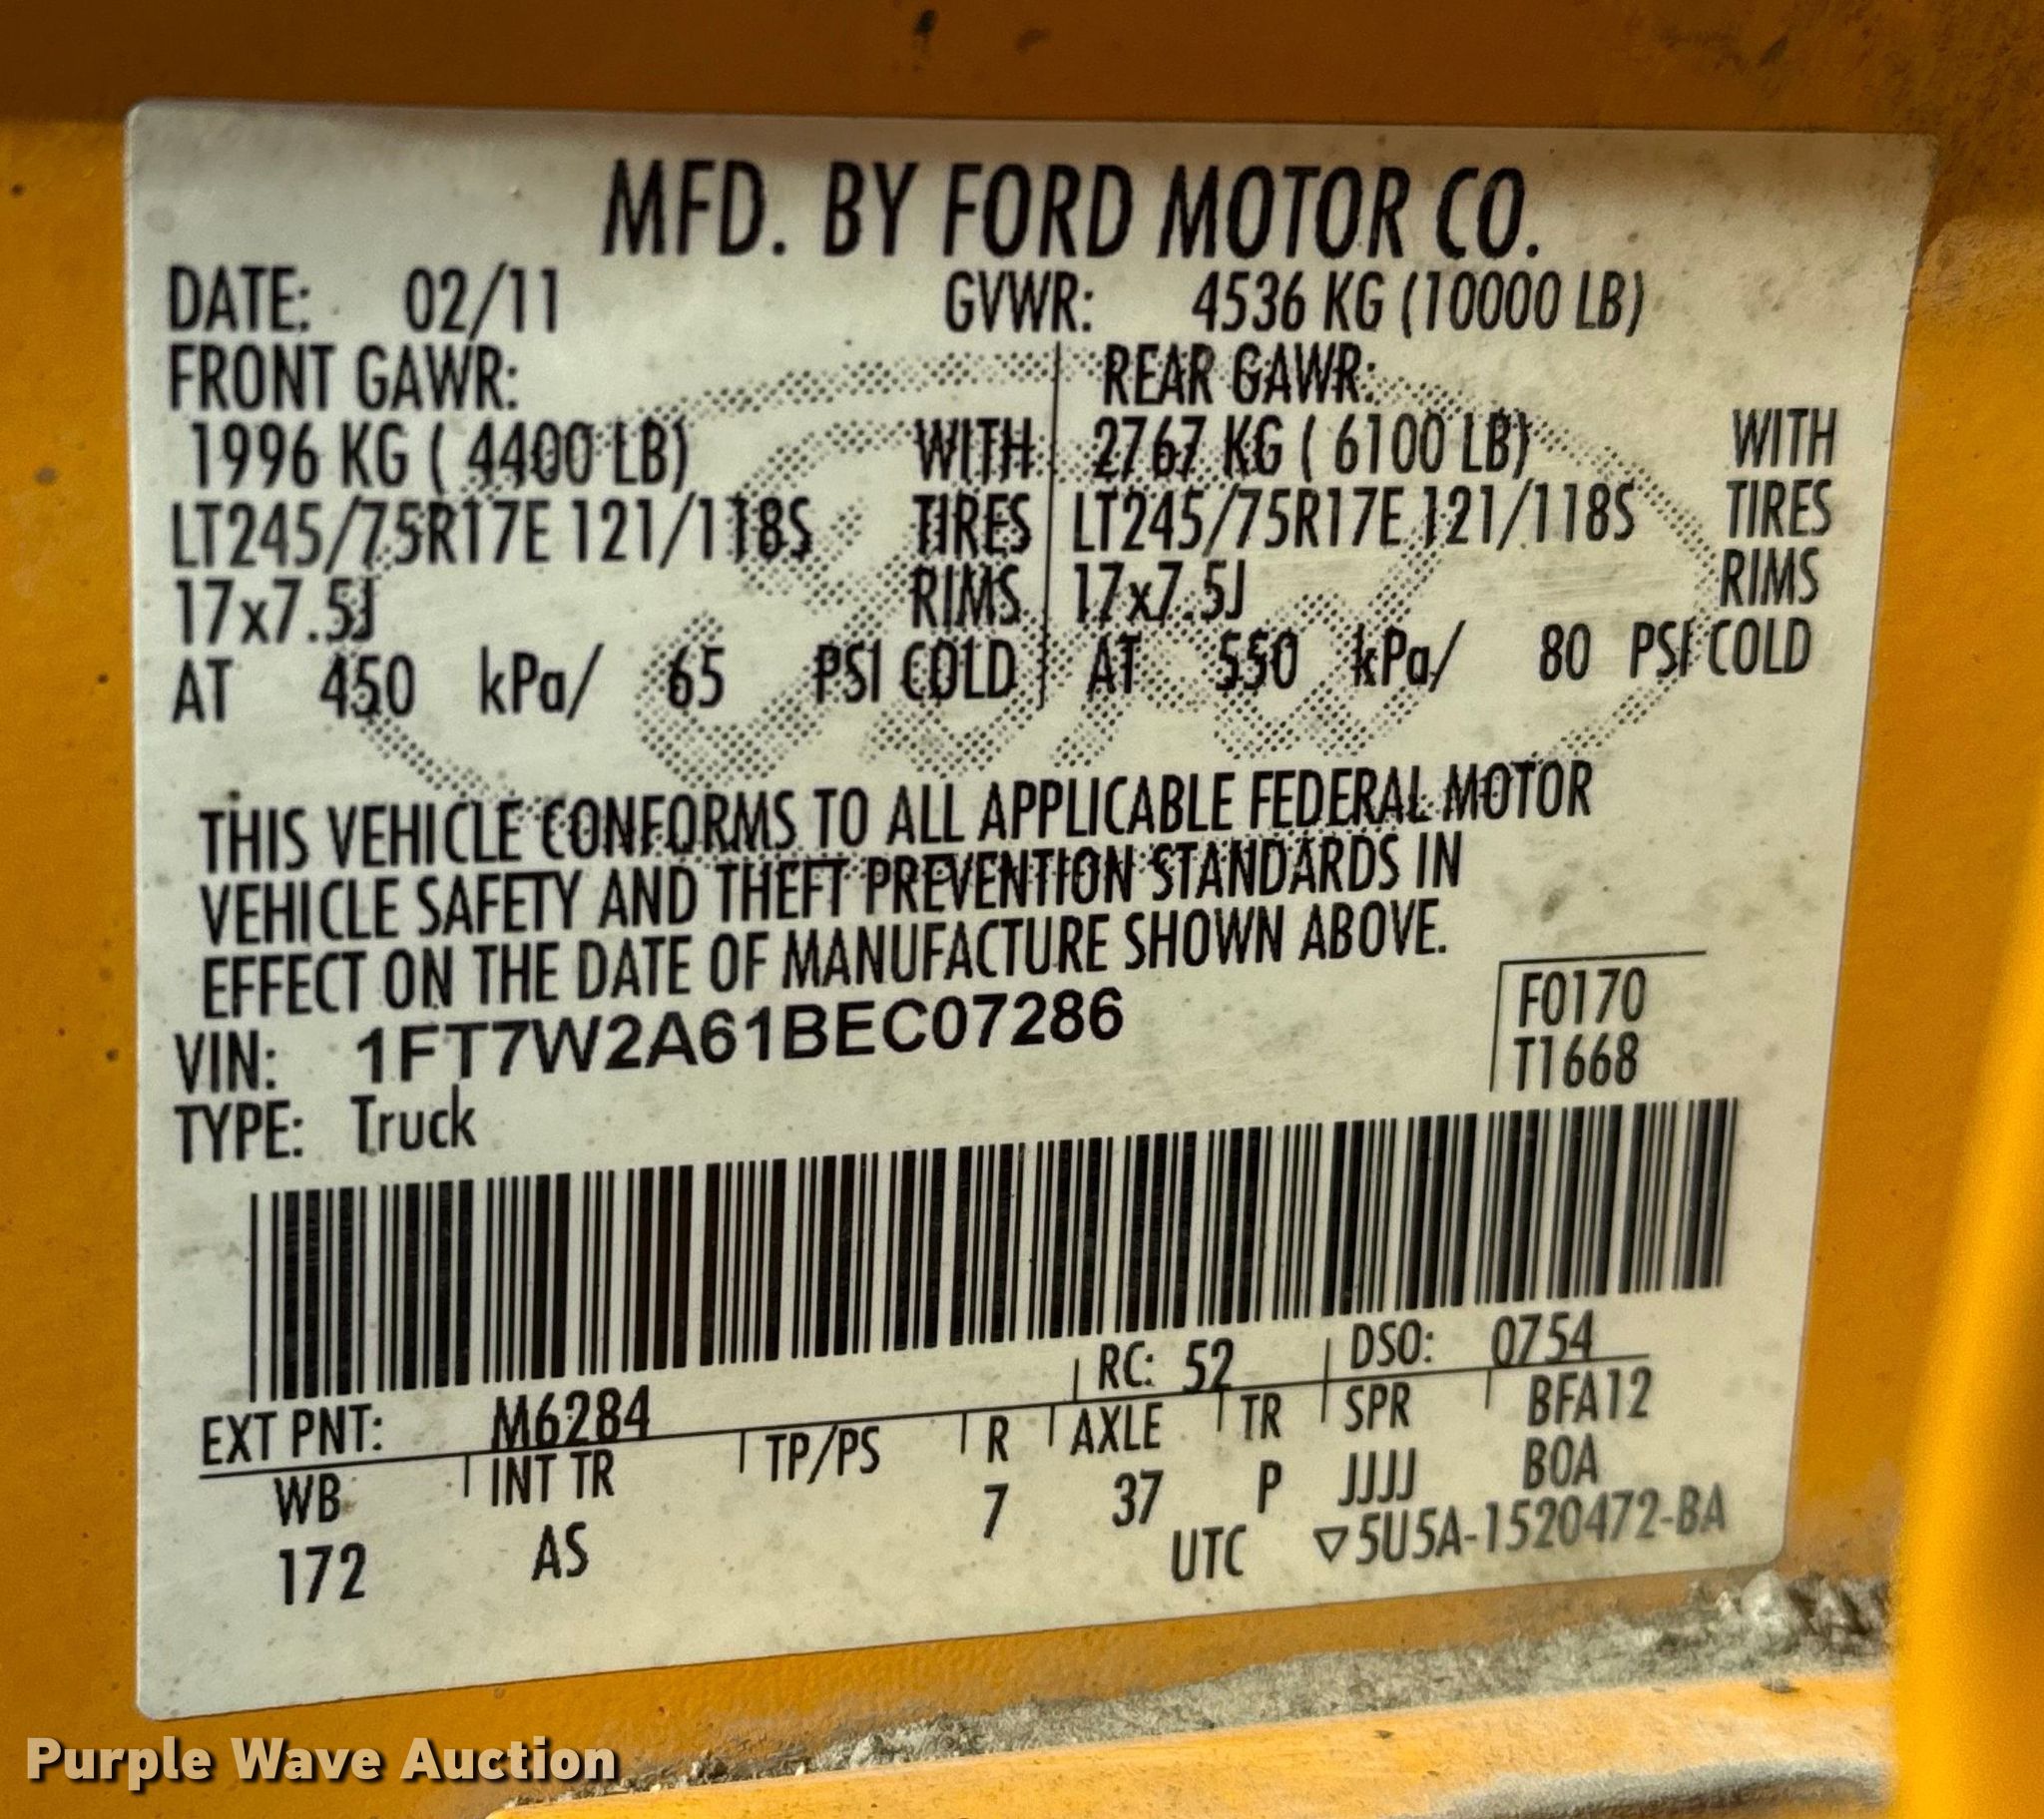 MFD. BY FORD MOTOR CO.
DATE: 02/11 GVWR: 4536 KG (10000 LB)
FRONT GAWR: REAR GAWR:
1996 KG ( 4400 LB) WITH 2767 KG ( 6100 LB) WITH
LT245/75R17E 121/118S TIRES LT245/75R17E 121/118S TIRES
17x7.5J RIMS 17x7.5J RIMS
AT 450 kPa/ 65 PSI COLD AT 550 kPa/ 80 PSI COLD
THIS VEHICLE CONFORMS TO ALL APPLICABLE FEDERAL MOTOR
VEHICLE SAFETY AND THEFT PREVENTION STANDARDS IN
EFFECT ON THE DATE OF MANUFACTURE SHOWN ABOVE.
VIN: 1FT7W2A61BEC07286
F0170
T1668
TYPE: Truck
RC: 52 DSO: 0754
EXT PNT: M6284
WB INT TR TP/PS R AXLE TR SPR BFA12
172 AS 7 37 P JJJJ BOA
UTC ▽5U5A-1520472-BA
Purple Wave Auction